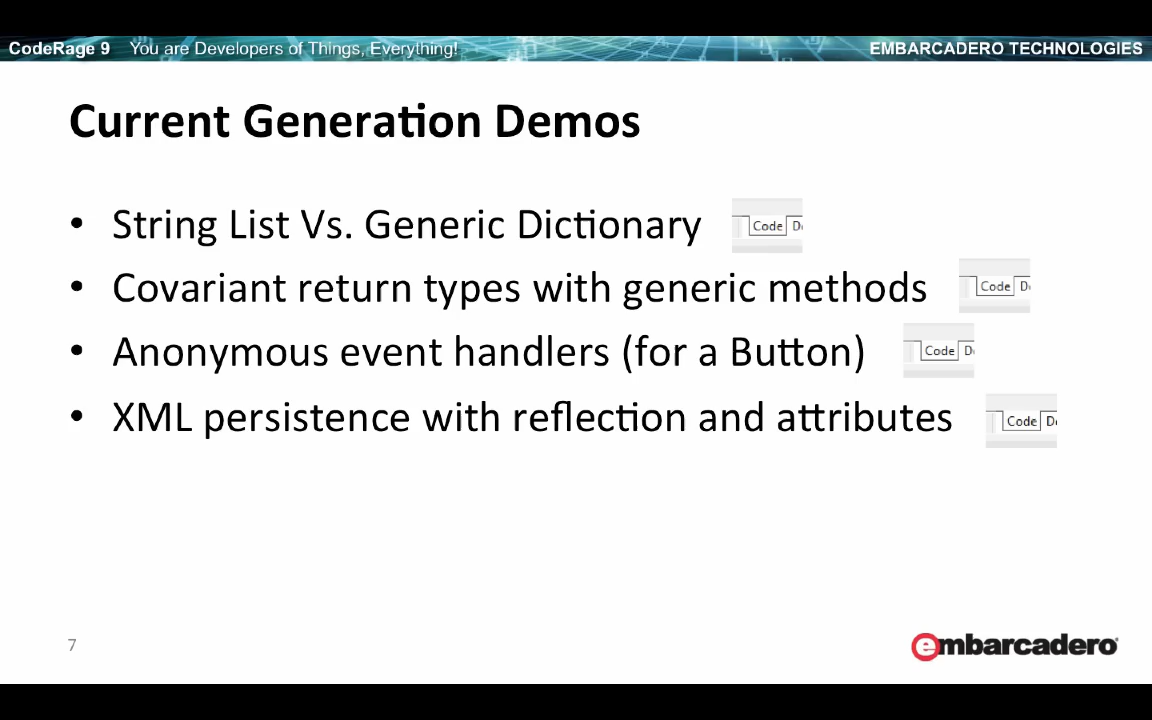 CodeRage 9 You are Developers of Things, Everything! EMBARCADERO TECHNOLOGIES
Current Generation Demos
• String List Vs. Generic Dictionary Code
• Covariant return types with generic methods Code
• Anonymous event handlers (for a Button) Code
• XML persistence with reflection and attributes Code
7 embarcadero